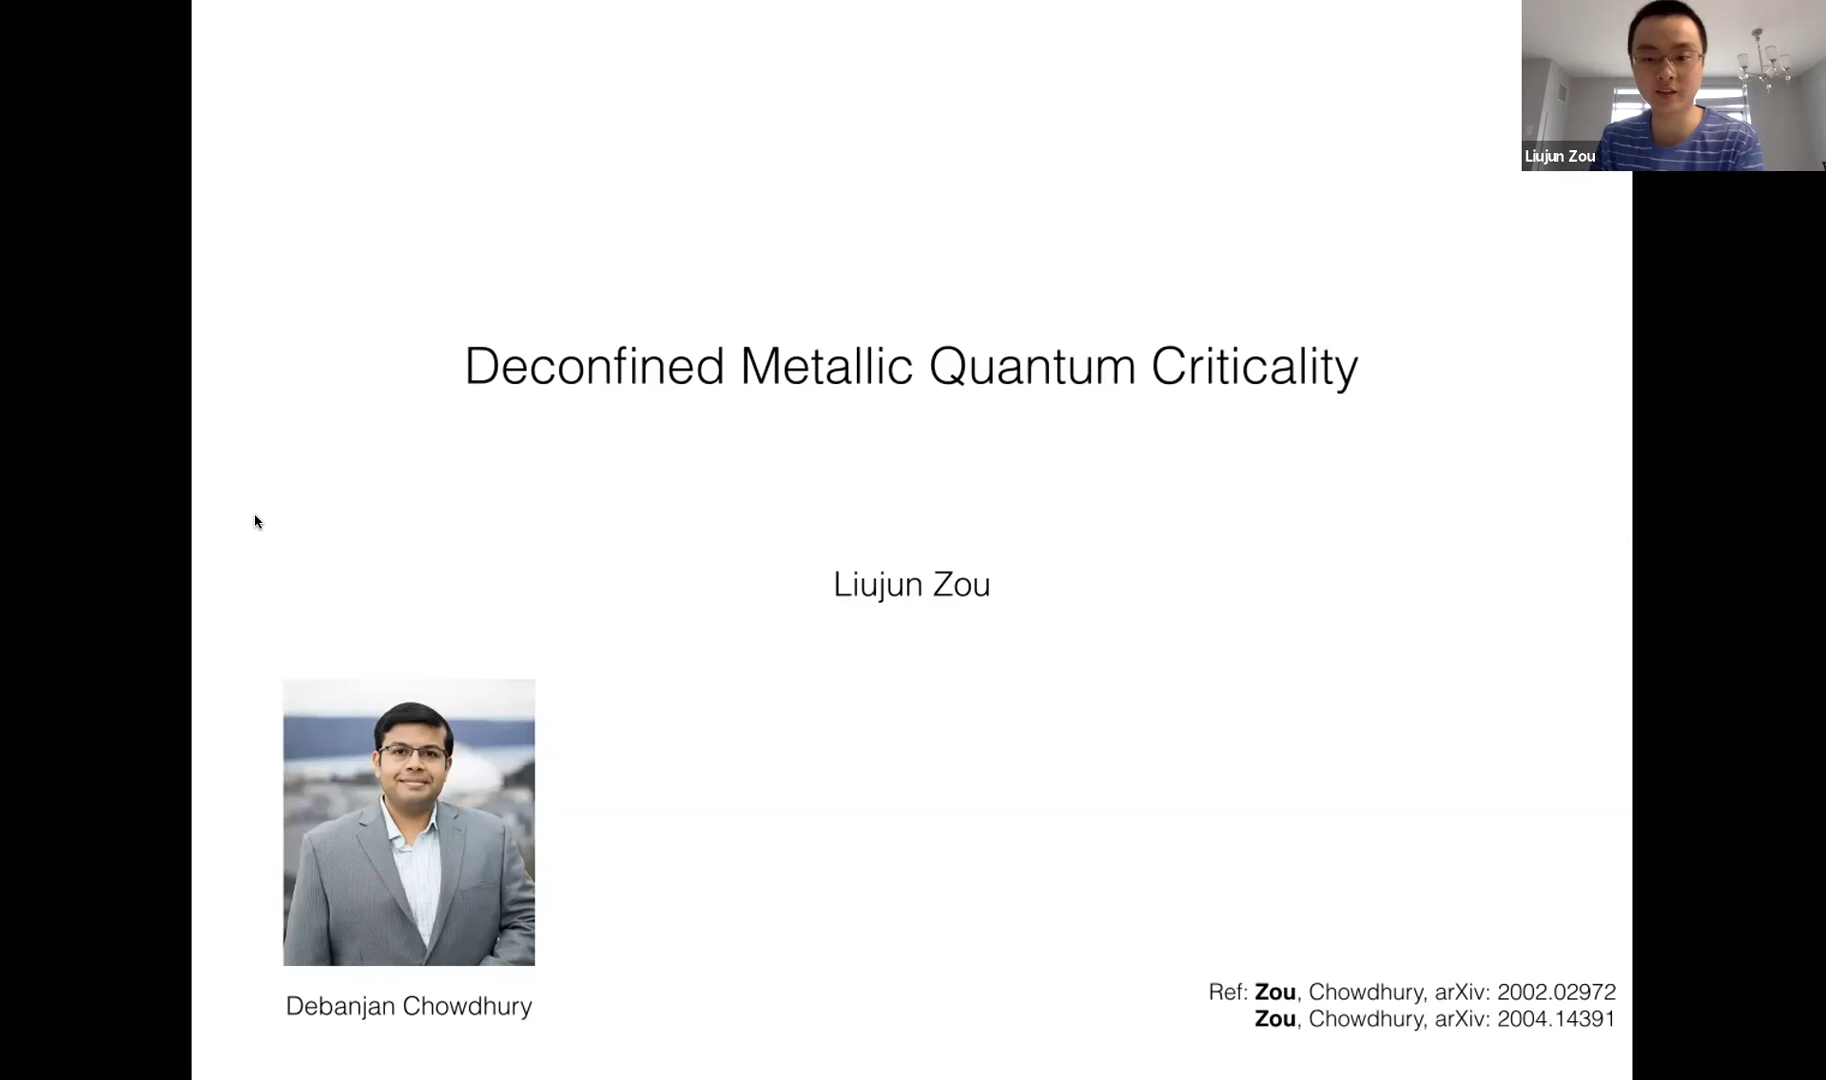 Liujun Zou
Deconfined Metallic Quantum Criticality
Liujun Zou
Debanjan Chowdhury
Ref: Zou, Chowdhury, arXiv: 2002.02972
Zou, Chowdhury, arXiv: 2004.14391